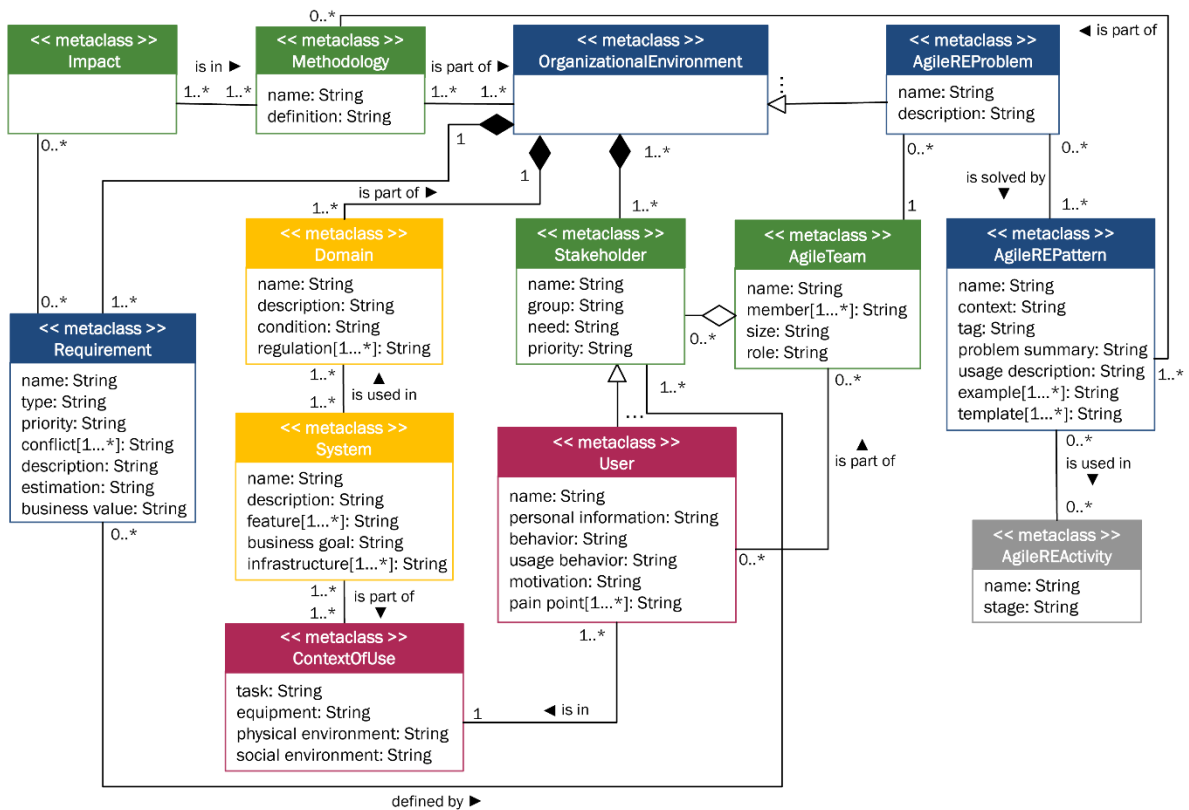 0..*
<< metaclass >>
Impact
is in ►
1..*
1..*
<< metaclass >>
Methodology
name: String
definition: String
is part of ►
1..*
1..*
<< metaclass >>
OrganizationalEnvironment
...
<< metaclass >>
AgileREProblem
name: String
description: String
◄ is part of
0..*
1
1
1..*
0..*
0..*
is part of ►
is solved by
▼
1..*
1..*
1
1..*
<< metaclass >>
Domain
name: String
description: String
condition: String
regulation[1...*]: String
<< metaclass >>
Stakeholder
name: String
group: String
need: String
priority: String
0..*
<< metaclass >>
AgileTeam
name: String
member[1...*]: String
size: String
role: String
<< metaclass >>
AgileREPattern
name: String
context: String
tag: String
problem summary: String
usage description: String
example[1...*]: String
template[1...*]: String
1..*
0..*
1..*
<< metaclass >>
Requirement
name: String
type: String
priority: String
conflict[1...*]: String
description: String
estimation: String
business value: String
0..*
1..*
▲
is used in
1..*
1..*
...
0..*
▲
is part of
<< metaclass >>
System
name: String
description: String
feature[1...*]: String
business goal: String
infrastructure[1...*]: String
<< metaclass >>
User
name: String
personal information: String
behavior: String
usage behavior: String
motivation: String
pain point[1...*]: String
0..*
0..*
is used in
▼
0..*
<< metaclass >>
AgileREActivity
name: String
stage: String
1..*
is part of
▼
1..*
1..*
<< metaclass >>
ContextOfUse
task: String
equipment: String
physical environment: String
social environment: String
1
◄ is in
defined by ►